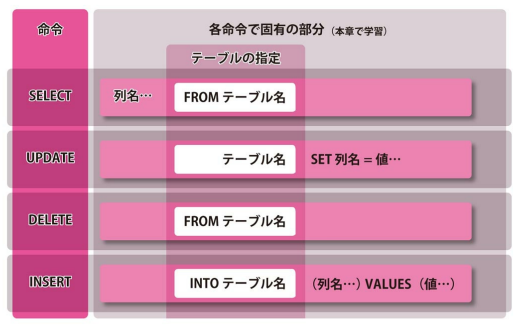 命令
各命令で固有の部分（本章で学習）
テーブルの指定
SELECT 列名… FROM テーブル名
UPDATE テーブル名 SET 列名 = 値…
DELETE FROM テーブル名
INSERT INTO テーブル名 （列名…）VALUES（値…）